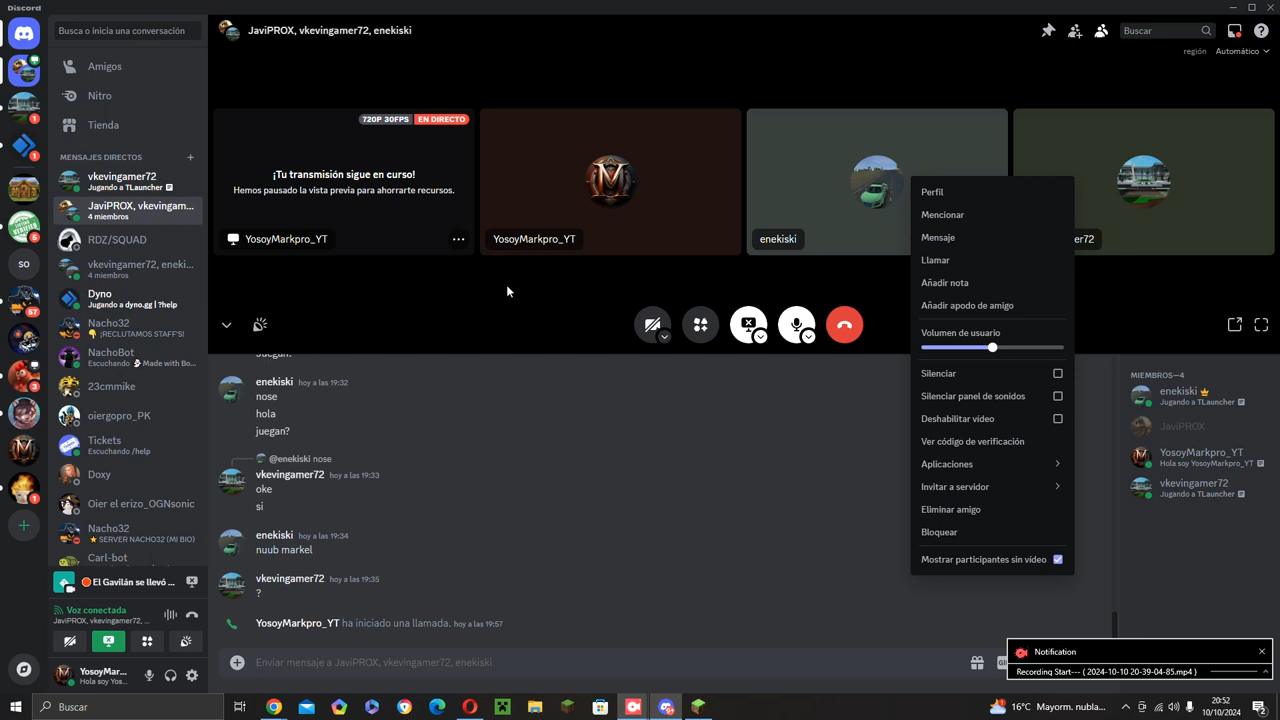 Discord
Busca o inicia una conversación
JaviPROX, vkevingamer72, enekiski
Buscar
región Automático
Amigos
Nitro
Tienda
MENSAJES DIRECTOS +
vkevingamer72
Jugando a TLauncher
JaviPROX, vkevingam...
4 miembros
RDZ/SQUAD
vkevingamer72, eneki...
4 miembros
Dyno
Jugando a dyno.gg | ?help
Nacho32
¡RECLUTAMOS STAFF'S!
NachoBot
Escuchando Made with Bo...
23cmmike
oiergopro_PK
Tickets
Escuchando /help
Doxy
Oier el erizo_OGNsonic
Nacho32
SERVER NACHO32 (MI BIO)
Carl-bot
1
1
5
SO
57
3
1
El Gavilán se llevó ...
Voz conectada
JaviPROX, vkevingamer72, ...
YosoyMar...
Hola soy Yos...
720P 30FPS EN DIRECTO
¡Tu transmisión sigue en curso!
Hemos pausado la vista previa para ahorrarte recursos.
YosoyMarkpro_YT
M
YosoyMarkpro_YT
enekiski
er72
Perfil
Mencionar
Mensaje
Llamar
Añadir nota
Añadir apodo de amigo
Volumen de usuario
Silenciar
Silenciar panel de sonidos
Deshabilitar vídeo
Ver código de verificación
Aplicaciones
Invitar a servidor
Eliminar amigo
Bloquear
Mostrar participantes sin vídeo
juegan?
enekiski hoy a las 19:32
nose
hola
juegan?
@enekiski nose
vkevingamer72 hoy a las 19:33
oke
si
enekiski hoy a las 19:34
nuub markel
vkevingamer72 hoy a las 19:35
?
YosoyMarkpro_YT ha iniciado una llamada. hoy a las 19:57
Enviar mensaje a JaviPROX, vkevingamer72, enekiski
MIEMBROS—4
enekiski
Jugando a TLauncher
JaviPROX
YosoyMarkpro_YT
Hola soy YosoyMarkpro_YT
vkevingamer72
Jugando a TLauncher
Notification
Recording Start--- ( 2024-10-10 20-39-04-85.mp4 )
Buscar
16°C Mayorm. nubla...
20:52
10/10/2024
2